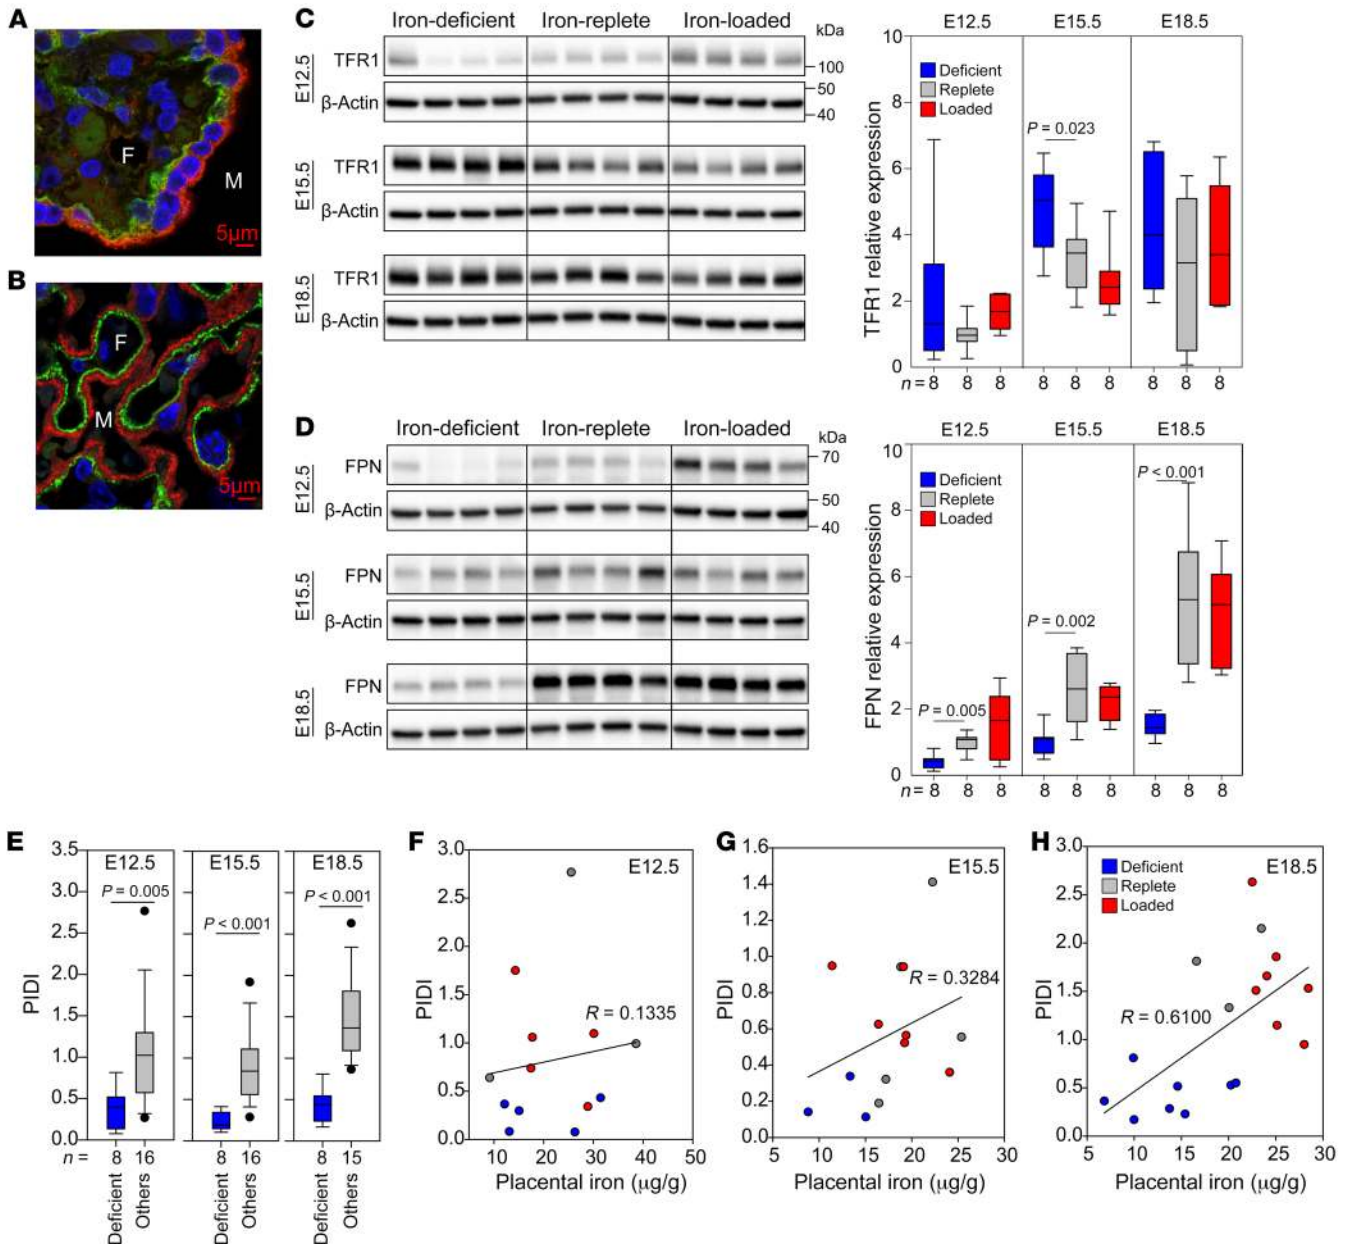 A
F
M
5μm
B
F
M
5μm
C
Iron-deficient Iron-replete Iron-loaded
kDa
E12.5
TFR1
100
β-Actin
50
40
E15.5
TFR1
β-Actin
E18.5
TFR1
β-Actin
E12.5 E15.5 E18.5
TFR1 relative expression
10
8
6
4
2
0
Deficient
Replete
Loaded
P = 0.023
n = 8 8 8 8 8 8 8 8 8
D
Iron-deficient Iron-replete Iron-loaded
kDa
E12.5
FPN
70
β-Actin
50
40
E15.5
FPN
β-Actin
E18.5
FPN
β-Actin
E12.5 E15.5 E18.5
FPN relative expression
10
8
6
4
2
0
Deficient
Replete
Loaded
P = 0.005
P = 0.002
P < 0.001
n = 8 8 8 8 8 8 8 8 8
E
PIDI
3.5
3.0
2.5
2.0
1.5
1.0
0.5
0.0
E12.5 E15.5 E18.5
P = 0.005
P < 0.001
P < 0.001
n = 8 16 8 16 8 15
Deficient Others Deficient Others Deficient Others
F
E12.5
PIDI
3.0
2.5
2.0
1.5
1.0
0.5
0.0
R = 0.1335
10 20 30 40 50
Placental iron (μg/g)
G
E15.5
PIDI
1.6
1.4
1.2
1.0
0.8
0.6
0.4
0.2
0.0
R = 0.3284
5 10 15 20 25 30
Placental iron (μg/g)
H
E18.5
Deficient
Replete
Loaded
PIDI
3.0
2.5
2.0
1.5
1.0
0.5
0.0
R = 0.6100
5 10 15 20 25 30
Placental iron (μg/g)